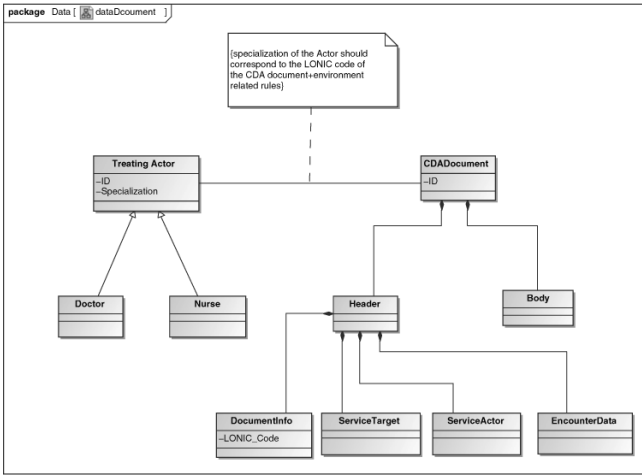 package Data [ dataDcoument ]
{specialization of the Actor should
correspond to the LONIC code of
the CDA document+environment
related rules}
Treating Actor
–ID
–Specialization
CDADocument
–ID
Doctor
Nurse
Header
Body
DocumentInfo
–LONIC_Code
ServiceTarget
ServiceActor
EncounterData